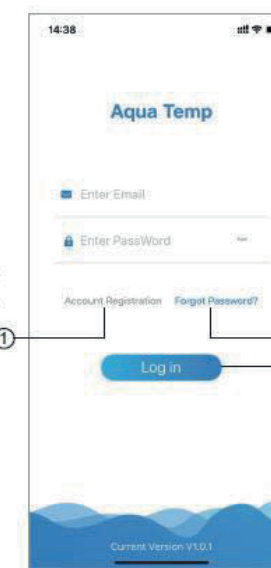 14:38
Aqua Temp
Enter Email
Enter PassWord
Account Registration Forgot Password?
①
Log in
Current Version V1.0.1